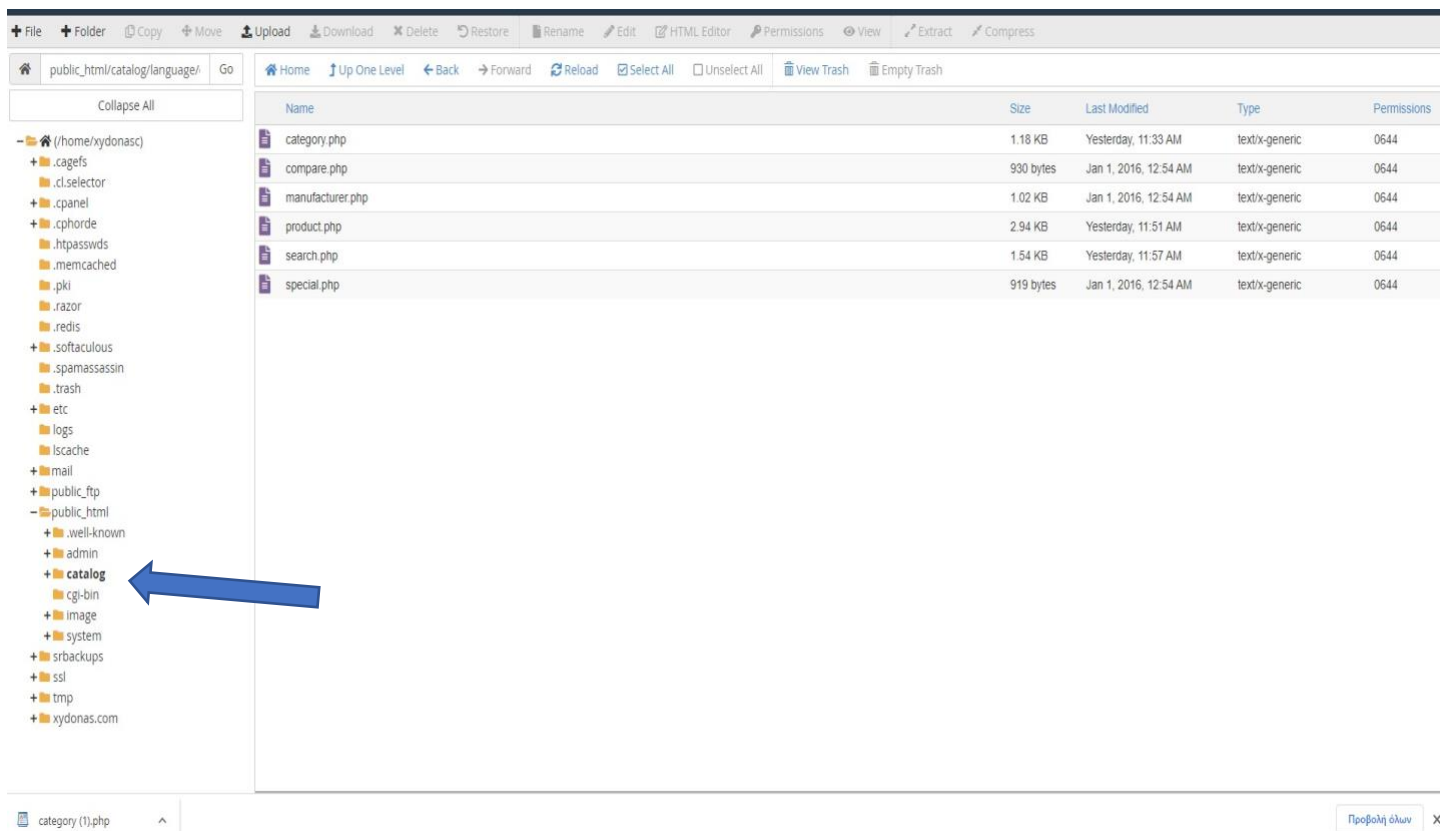 File Folder Copy Move Upload Download Delete Restore Rename Edit HTML Editor Permissions View Extract Compress
public_html/catalog/language/ Go Home Up One Level Back Forward Reload Select All Unselect All View Trash Empty Trash
Collapse All
Name Size Last Modified Type Permissions
category.php 1.18 KB Yesterday, 11:33 AM text/x-generic 0644
compare.php 930 bytes Jan 1, 2016, 12:54 AM text/x-generic 0644
manufacturer.php 1.02 KB Jan 1, 2016, 12:54 AM text/x-generic 0644
product.php 2.94 KB Yesterday, 11:51 AM text/x-generic 0644
search.php 1.54 KB Yesterday, 11:57 AM text/x-generic 0644
special.php 919 bytes Jan 1, 2016, 12:54 AM text/x-generic 0644
(/home/xydonasc)
.cagefs
.cl.selector
.cpanel
.cphorde
.htpasswds
.memcached
.pki
.razor
.redis
.softaculous
.spamassassin
.trash
etc
logs
lscache
mail
public_ftp
public_html
.well-known
admin
catalog
cgi-bin
image
system
srbackups
ssl
tmp
xydonas.com
category (1).php Προβολή όλων X